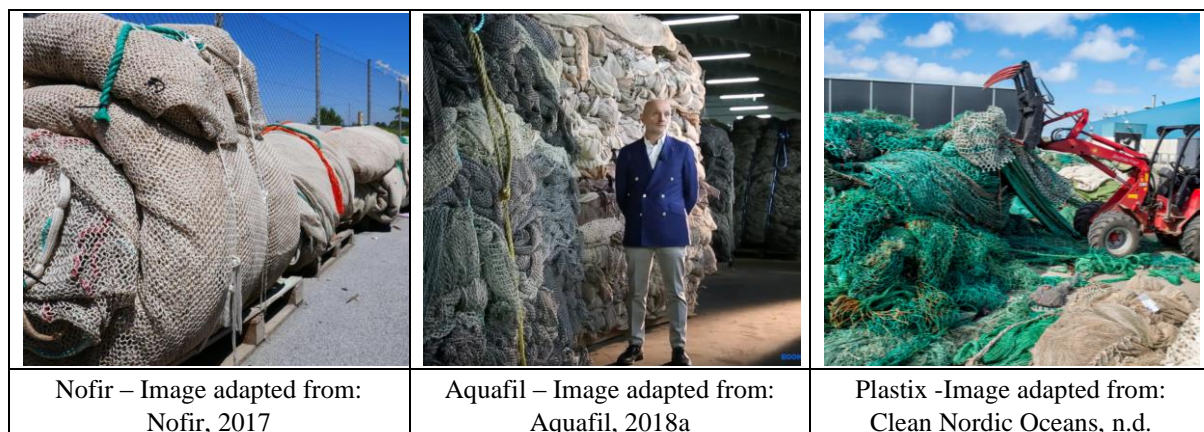 Nofir – Image adapted from:
Nofir, 2017
Aquafil – Image adapted from:
Aquafil, 2018a
Plastix -Image adapted from:
Clean Nordic Oceans, n.d.